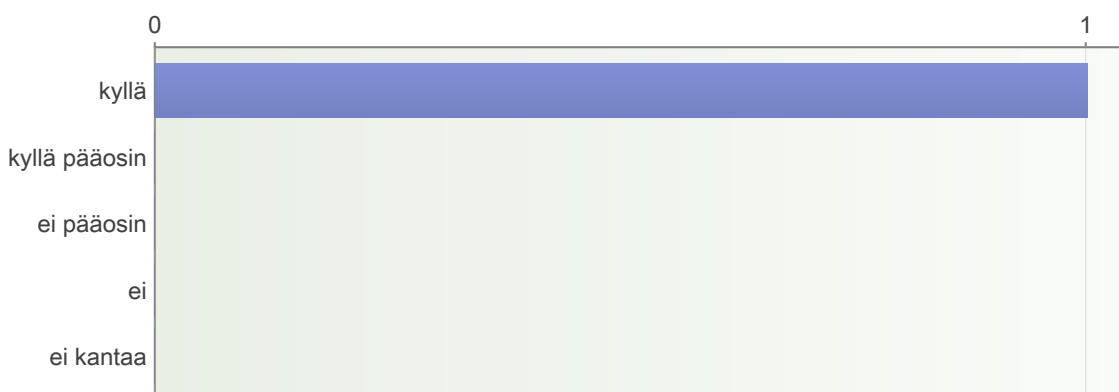 0 1
kyllä
kyllä pääosin
ei pääosin
ei
ei kantaa